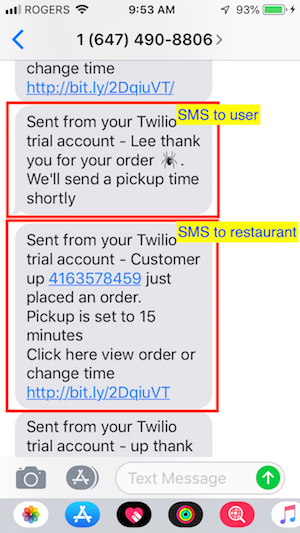 ROGERS 9:53 AM 93%
1 (647) 490-8806 >
change time
http://bit.ly/2DqiuVT/
SMS to user
Sent from your Twilio
trial account - Lee thank
you for your order 🕷 .
We'll send a pickup time
shortly
SMS to restaurant
Sent from your Twilio
trial account - Customer
up 4163578459 just
placed an order.
Pickup is set to 15
minutes
Click here view order or
change time
http://bit.ly/2DqiuVT
Sent from your Twilio
trial account - up thank
Text Message